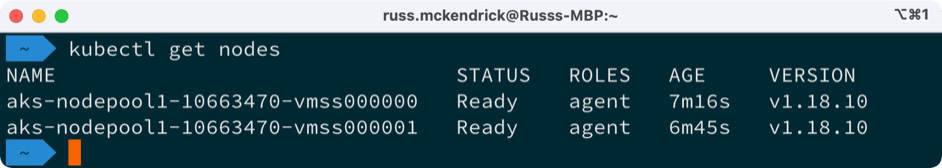 russ.mckendrick@Russs-MBP:~ ⌥⌘1
~ kubectl get nodes
NAME STATUS ROLES AGE VERSION
aks-nodepool1-10663470-vmss000000 Ready agent 7m16s v1.18.10
aks-nodepool1-10663470-vmss000001 Ready agent 6m45s v1.18.10
~